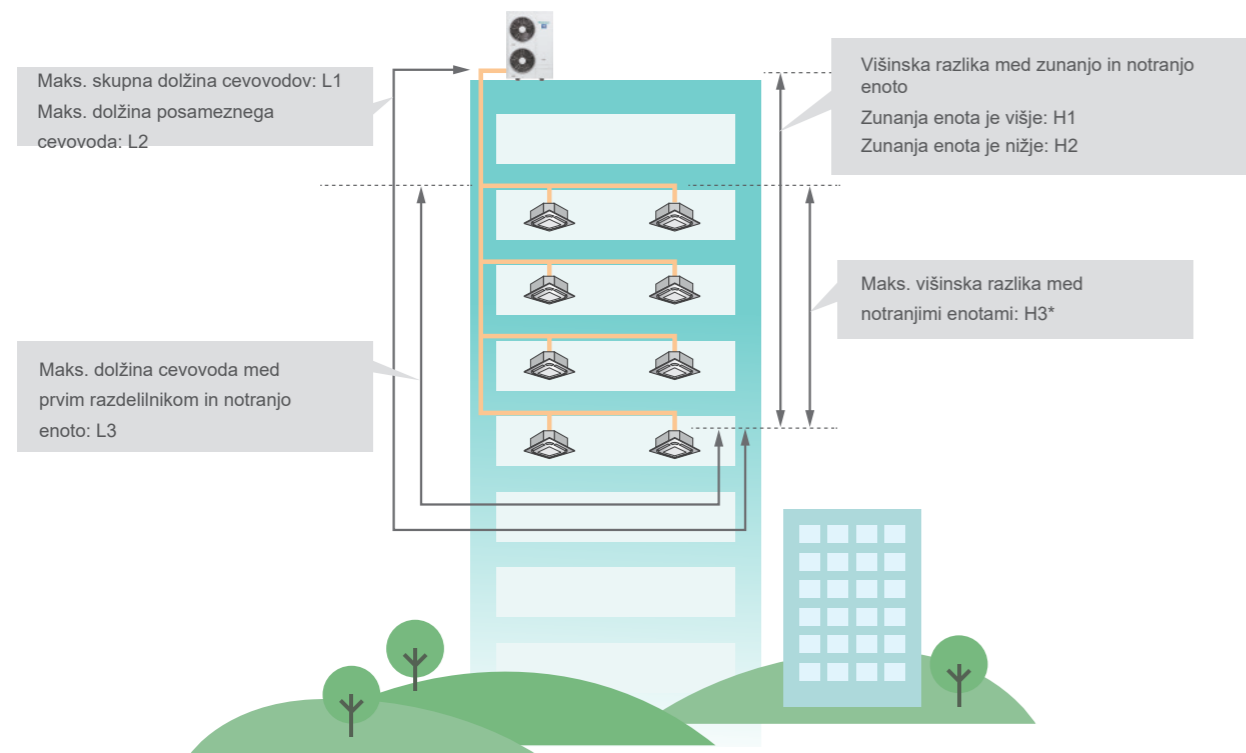 Maks. skupna dolžina cevovodov: L1
Maks. dolžina posameznega
cevovoda: L2
Višinska razlika med zunanjo in notranjo
enoto
Zunanja enota je višje: H1
Zunanja enota je nižje: H2
Maks. višinska razlika med
notranjimi enotami: H3*
Maks. dolžina cevovoda med
prvim razdelilnikom in notranjo
enoto: L3